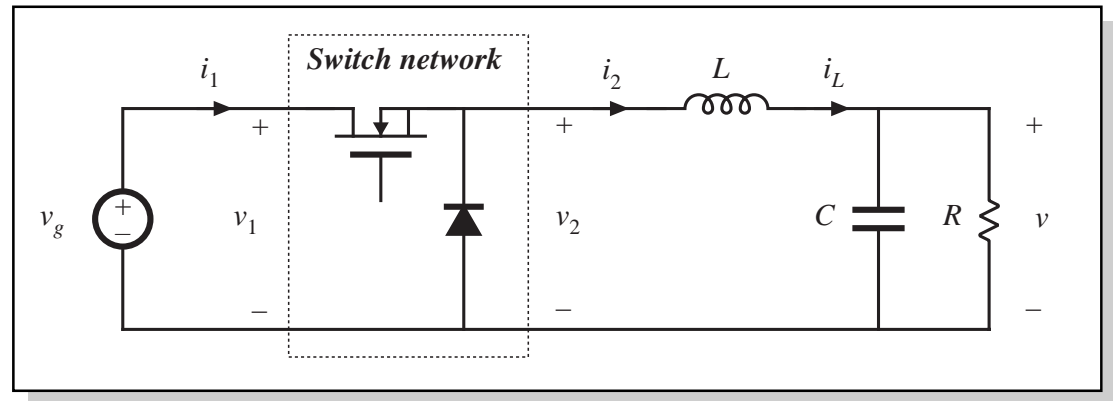 Switch network
i1
i2
L
iL
+
+
+
vg
+
–
v1
v2
C
R
v
–
–
–